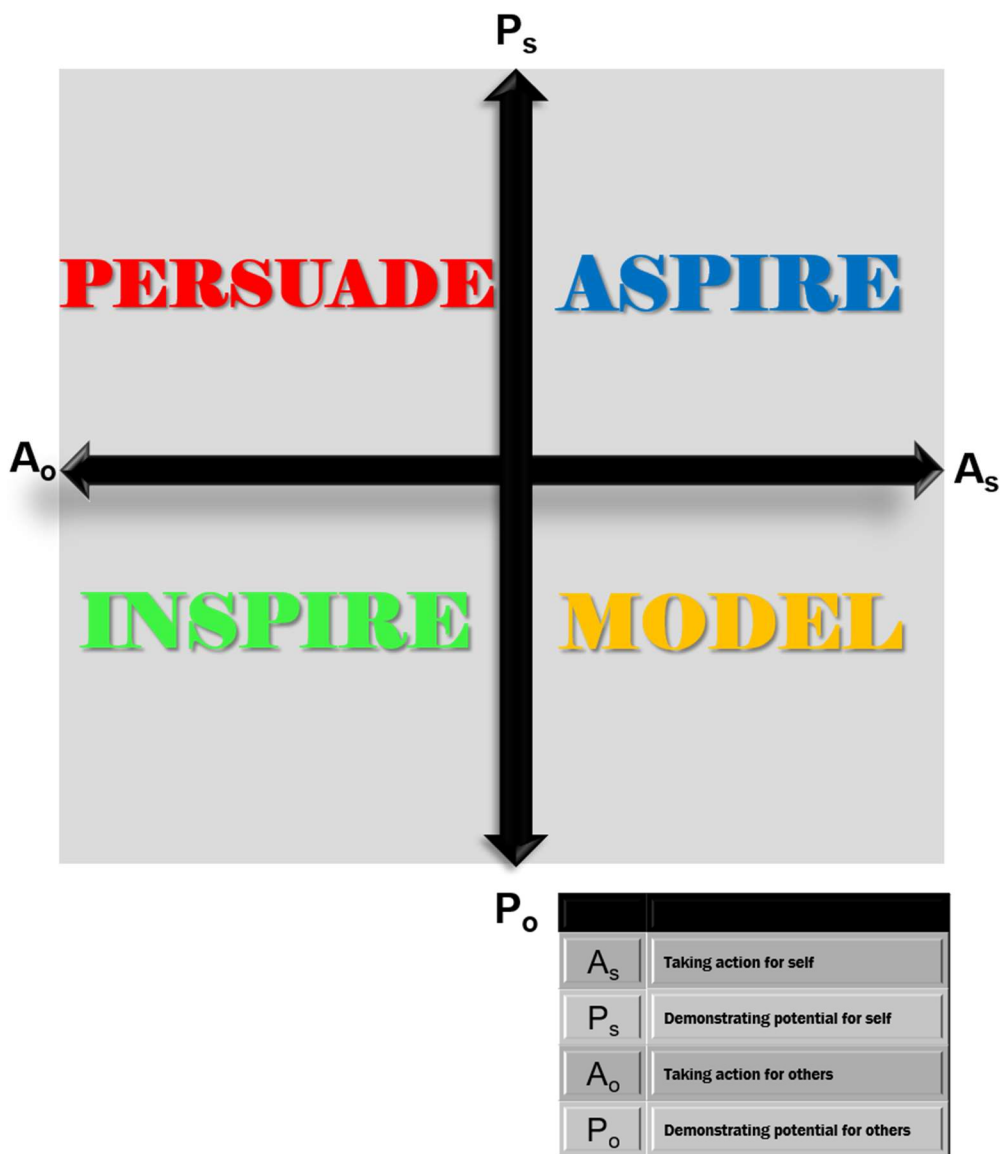 Ps
PERSUADE ASPIRE
Ao As
INSPIRE MODEL
Po
As Taking action for self
Ps Demonstrating potential for self
Ao Taking action for others
Po Demonstrating potential for others